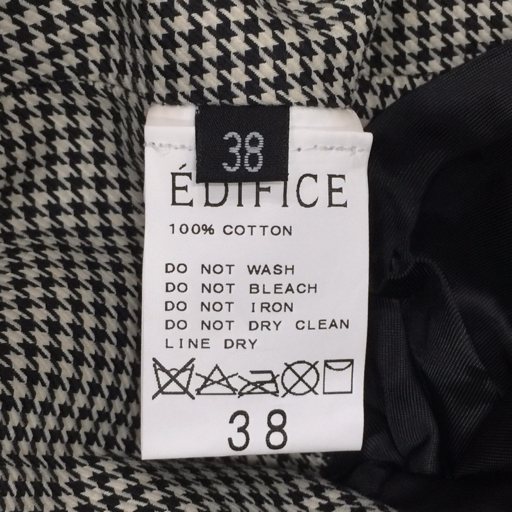 38
ÉDIFICE
100% COTTON
DO NOT WASH
DO NOT BLEACH
DO NOT IRON
DO NOT DRY CLEAN
LINE DRY
38